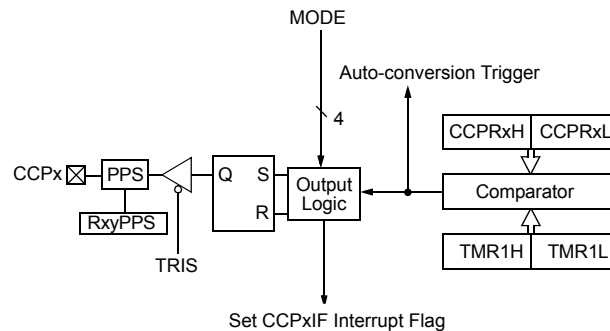 MODE
Auto-conversion Trigger
4
CCPRxH CCPRxL
CCPx PPS Q S Output Logic Comparator
R
RxyPPS
TMR1H TMR1L
TRIS
Set CCPxIF Interrupt Flag